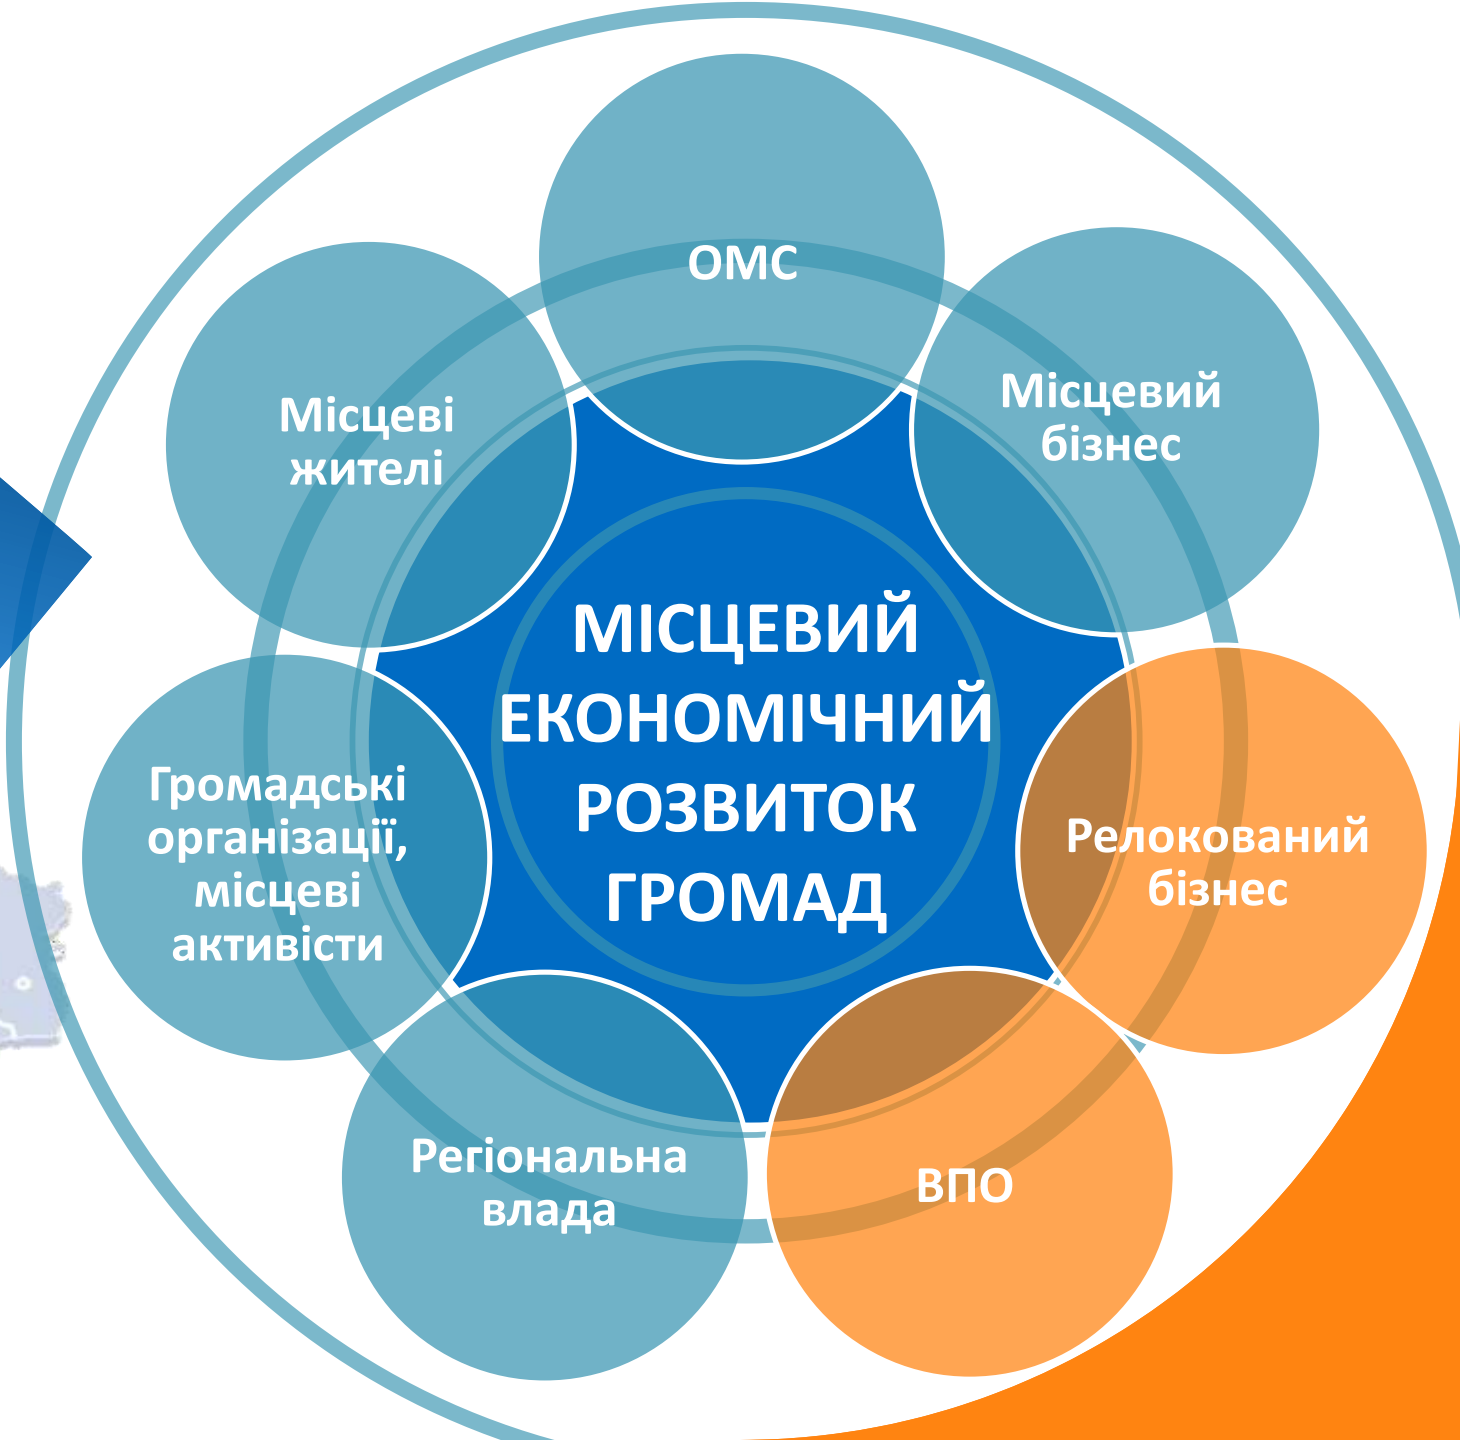 ОМС
Місцевий
бізнес
Місцеві
жителі
МІСЦЕВИЙ
ЕКОНОМІЧНИЙ
РОЗВИТОК
ГРОМАД
Громадські
організації,
місцеві
активісти
Релокований
бізнес
Регіональна
влада
ВПО